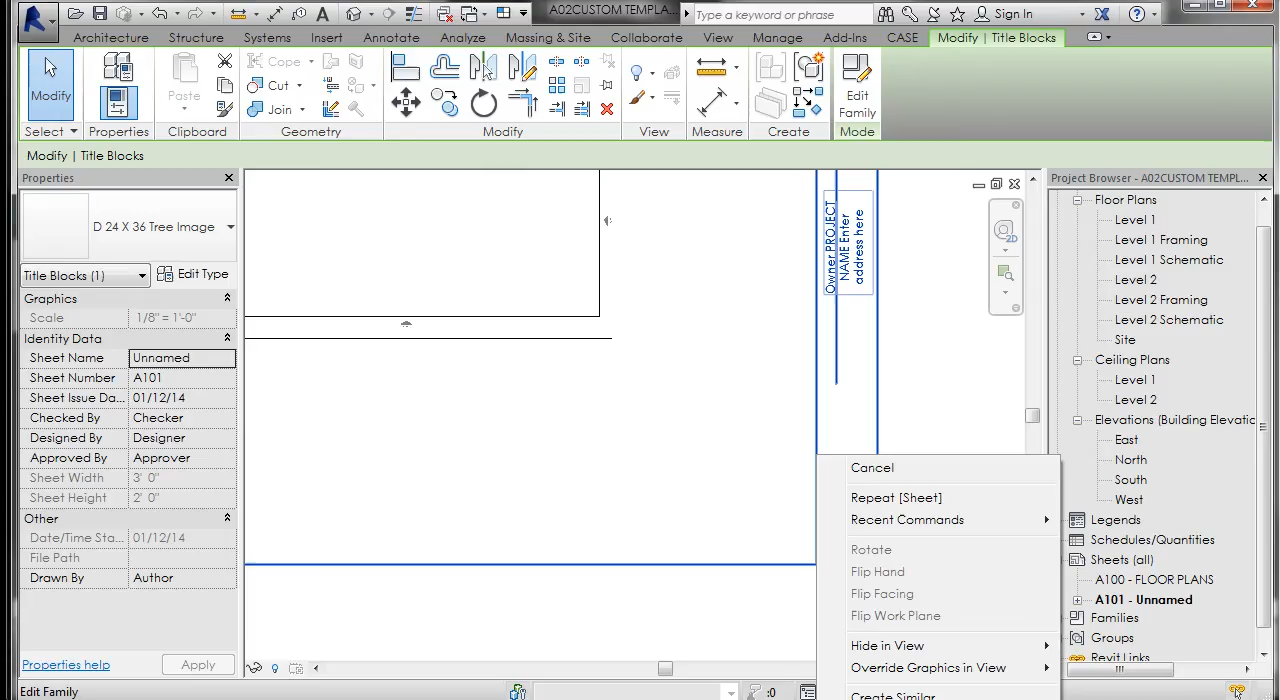 A02CUSTOM TEMPLA...
Type a keyword or phrase
Sign In
Architecture
Structure
Systems
Insert
Annotate
Analyze
Massing & Site
Collaborate
View
Manage
Add-Ins
CASE
Modify | Title Blocks
Modify
Paste
Cope
Cut
Join
Edit
Family
Select
Properties
Clipboard
Geometry
Modify
View
Measure
Create
Mode
Modify | Title Blocks
Properties
D 24 X 36 Tree Image
Title Blocks (1)
Edit Type
Graphics
Scale 1/8" = 1'-0"
Identity Data
Sheet Name Unnamed
Sheet Number A101
Sheet Issue Da... 01/12/14
Checked By Checker
Designed By Designer
Approved By Approver
Sheet Width 3' 0"
Sheet Height 2' 0"
Other
Date/Time Sta... 01/12/14
File Path
Drawn By Author
Properties help
Apply
Owner PROJECT
NAME Enter
address here
2D
Cancel
Repeat [Sheet]
Recent Commands
Rotate
Flip Hand
Flip Facing
Flip Work Plane
Hide in View
Override Graphics in View
Create Similar
Project Browser - A02CUSTOM TEMPL...
Floor Plans
Level 1
Level 1 Framing
Level 1 Schematic
Level 2
Level 2 Framing
Level 2 Schematic
Site
Ceiling Plans
Level 1
Level 2
Elevations (Building Elevatic
East
North
South
West
Legends
Schedules/Quantities
Sheets (all)
A100 - FLOOR PLANS
A101 - Unnamed
Families
Groups
Revit Links
Edit Family
:0